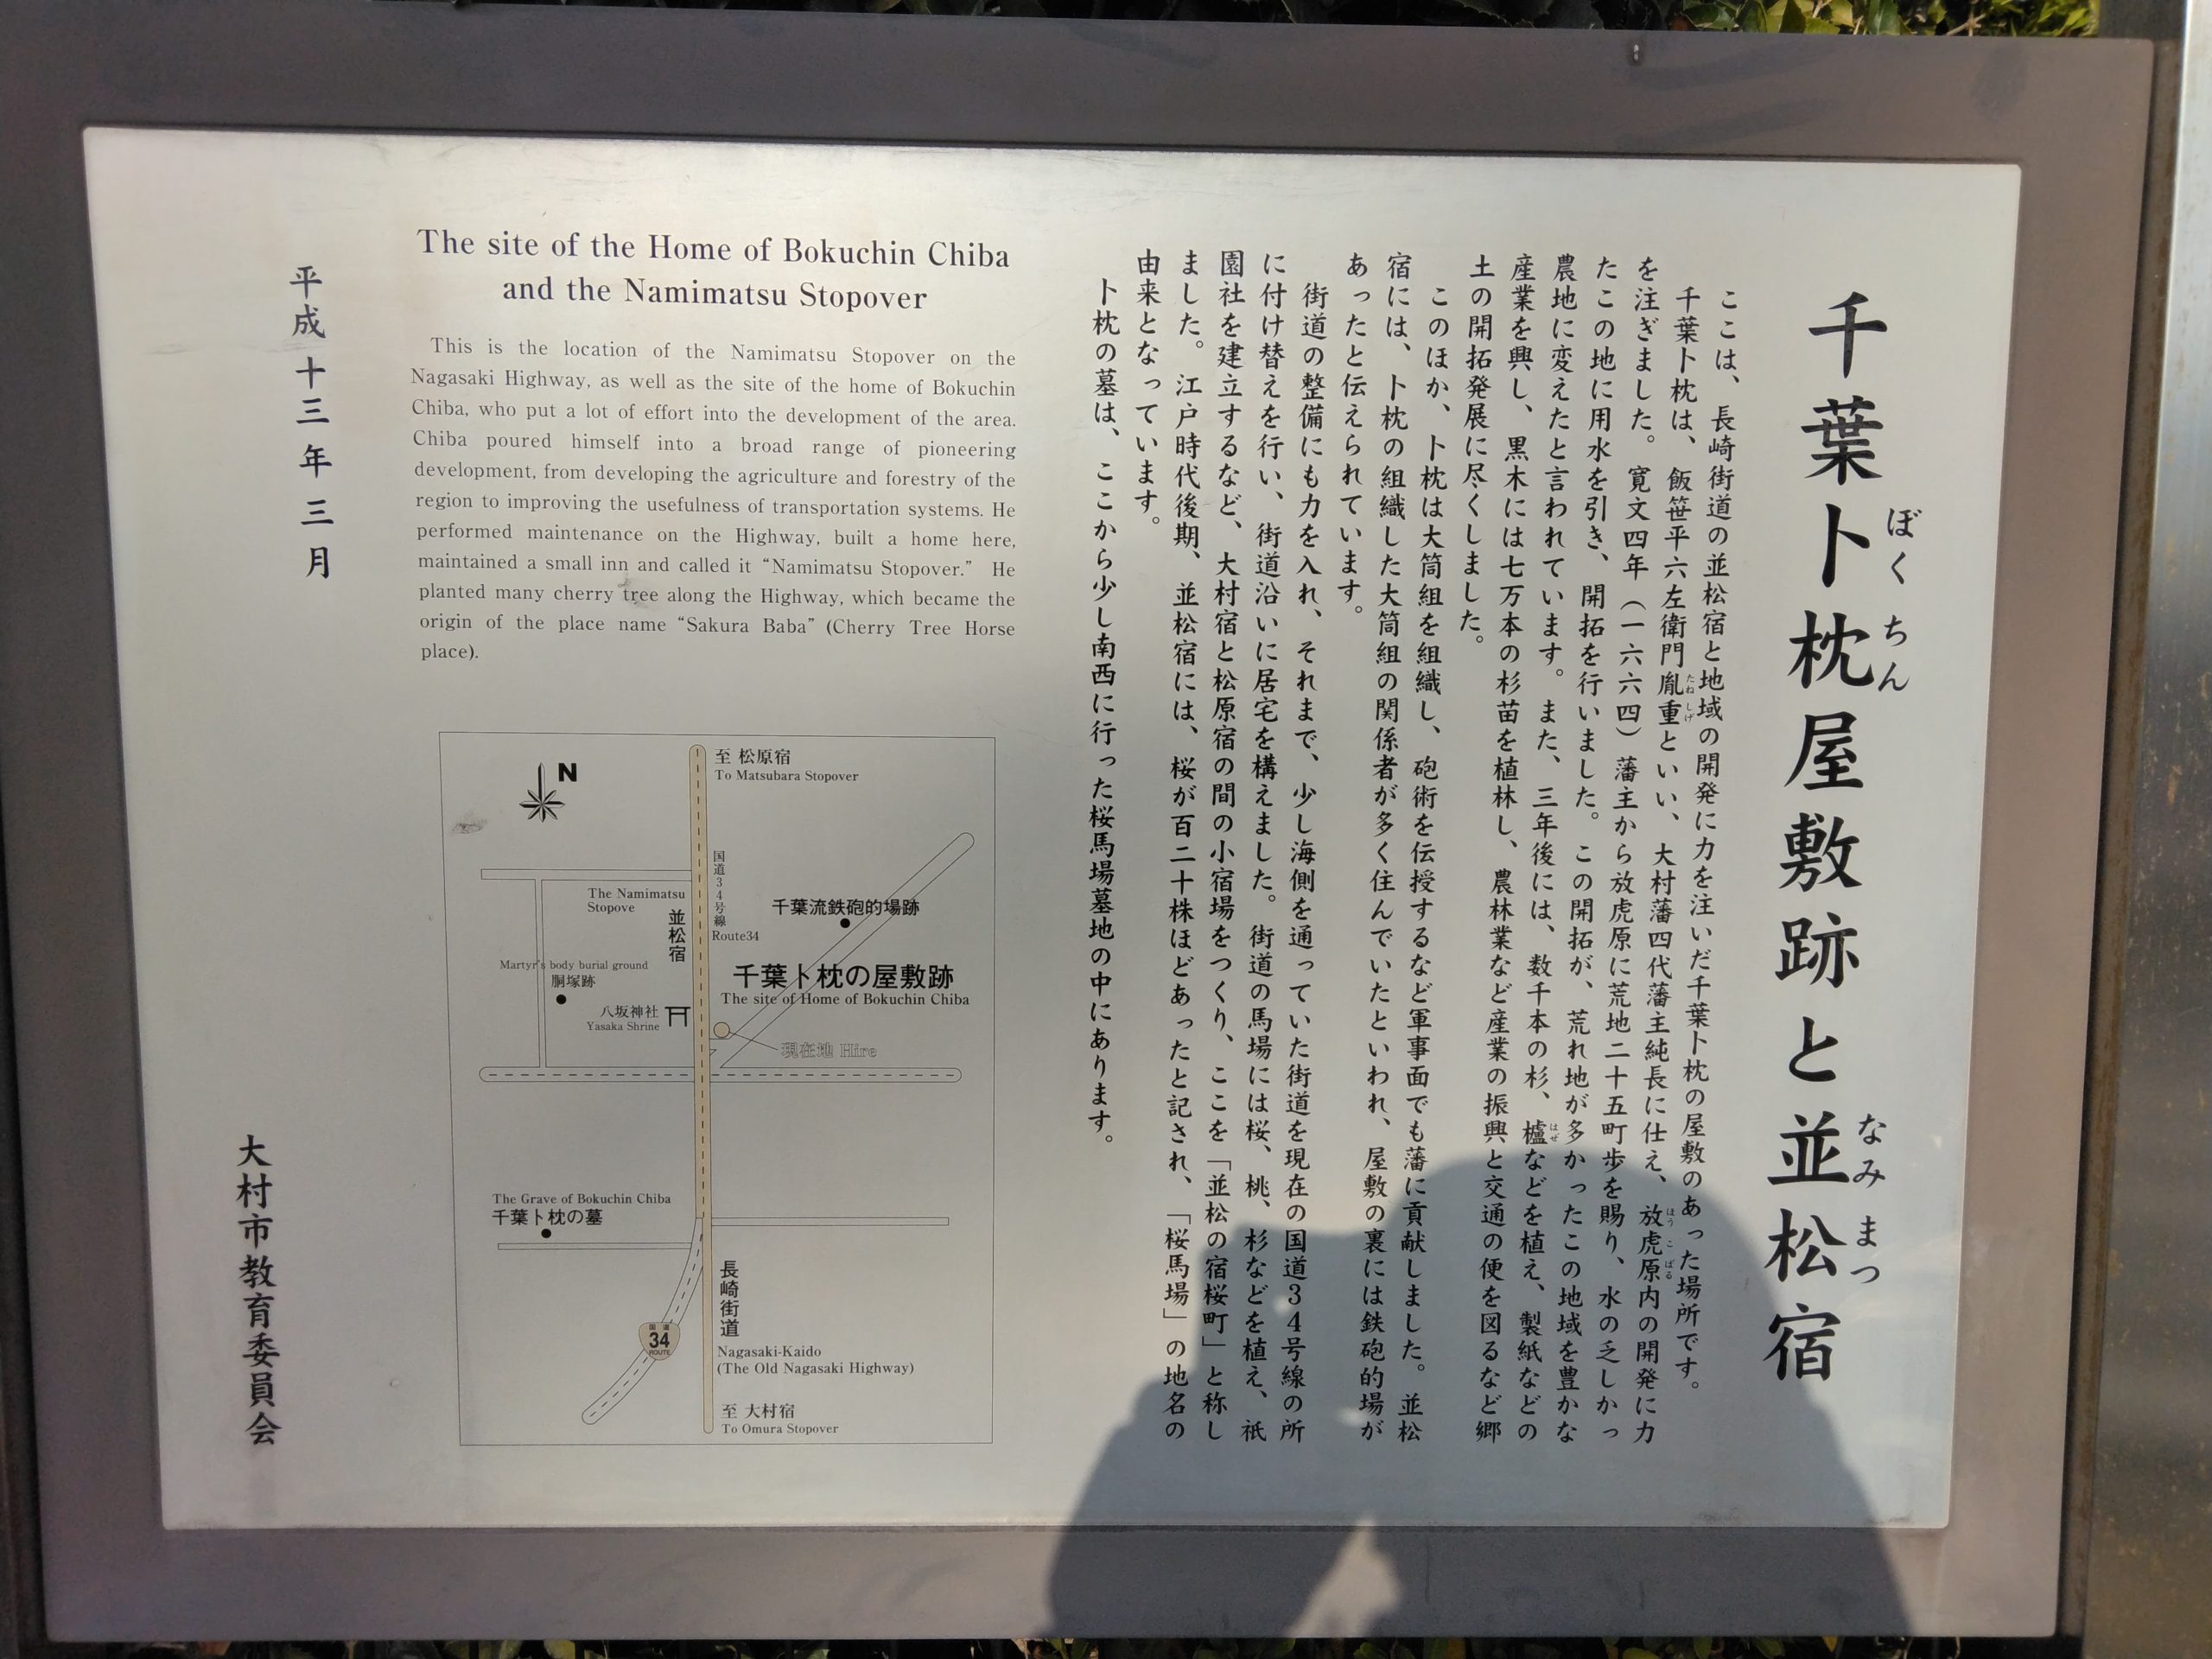 千葉卜枕屋敷跡と並松宿
ぼくちん
なみまつ
ここは、長崎街道の並松宿と地域の開発に力を注いだ千葉卜枕の屋敷のあった場所です。
千葉卜枕は、飯笹平六左衛門胤重といい、大村藩四代藩主純長に仕え、放虎原内の開発に力
たねしげ
ほうこばる
を注ぎました。寛文四年(一六六四)藩主から放虎原に荒地二十五町歩を賜り、水の乏しかっ
たこの地に用水を引き、開拓を行いました。この開拓が、荒れ地が多かったこの地域を豊かな
農地に変えたと言われています。また、三年後には、数千本の杉、櫨などを植え、製紙などの
はぜ
産業を興し、黒木には七万本の杉苗を植林し、農林業など産業の振興と交通の便を図るなど郷
土の開拓発展に尽くしました。
このほか、卜枕は大筒組を組織し、砲術を伝授するなど軍事面でも藩に貢献しました。並松
宿には、卜枕の組織した大筒組の関係者が多く住んでいたといわれ、屋敷の裏には鉄砲的場が
あったと伝えられています。
街道の整備にも力を入れ、それまで、少し海側を通っていた街道を現在の国道34号線の所
に付け替えを行い、街道沿いに居宅を構えました。街道の馬場には桜、桃、杉などを植え、祇
園社を建立するなど、大村宿と松原宿の間の小宿場をつくり、ここを「並松の宿桜町」と称し
ました。江戸時代後期、並松宿には、桜が百二十株ほどあったと記され、「桜馬場」の地名の
由来となっています。
卜枕の墓は、ここから少し南西に行った桜馬場墓地の中にあります。
The site of the Home of Bokuchin Chiba
and the Namimatsu Stopover
This is the location of the Namimatsu Stopover on the
Nagasaki Highway, as well as the site of the home of Bokuchin
Chiba, who put a lot of effort into the development of the area.
Chiba poured himself into a broad range of pioneering
development, from developing the agriculture and forestry of the
region to improving the usefulness of transportation systems. He
performed maintenance on the Highway, built a home here,
maintained a small inn and called it “Namimatsu Stopover.” He
planted many cherry tree along the Highway, which became the
origin of the place name “Sakura Baba” (Cherry Tree Horse
place).
N
至 松原宿
To Matsubara Stopover
国道34号線
Route34
The Namimatsu
Stopove
並松宿
千葉流鉄砲的場跡
Martyr's body burial ground
胴塚跡
千葉卜枕の屋敷跡
The site of Home of Bokuchin Chiba
八坂神社
Yasaka Shrine
現在地 Hire
The Grave of Bokuchin Chiba
千葉卜枕の墓
長崎街道
国道
34
ROUTE
Nagasaki-Kaido
(The Old Nagasaki Highway)
至 大村宿
To Omura Stopover
平成十三年三月
大村市教育委員会